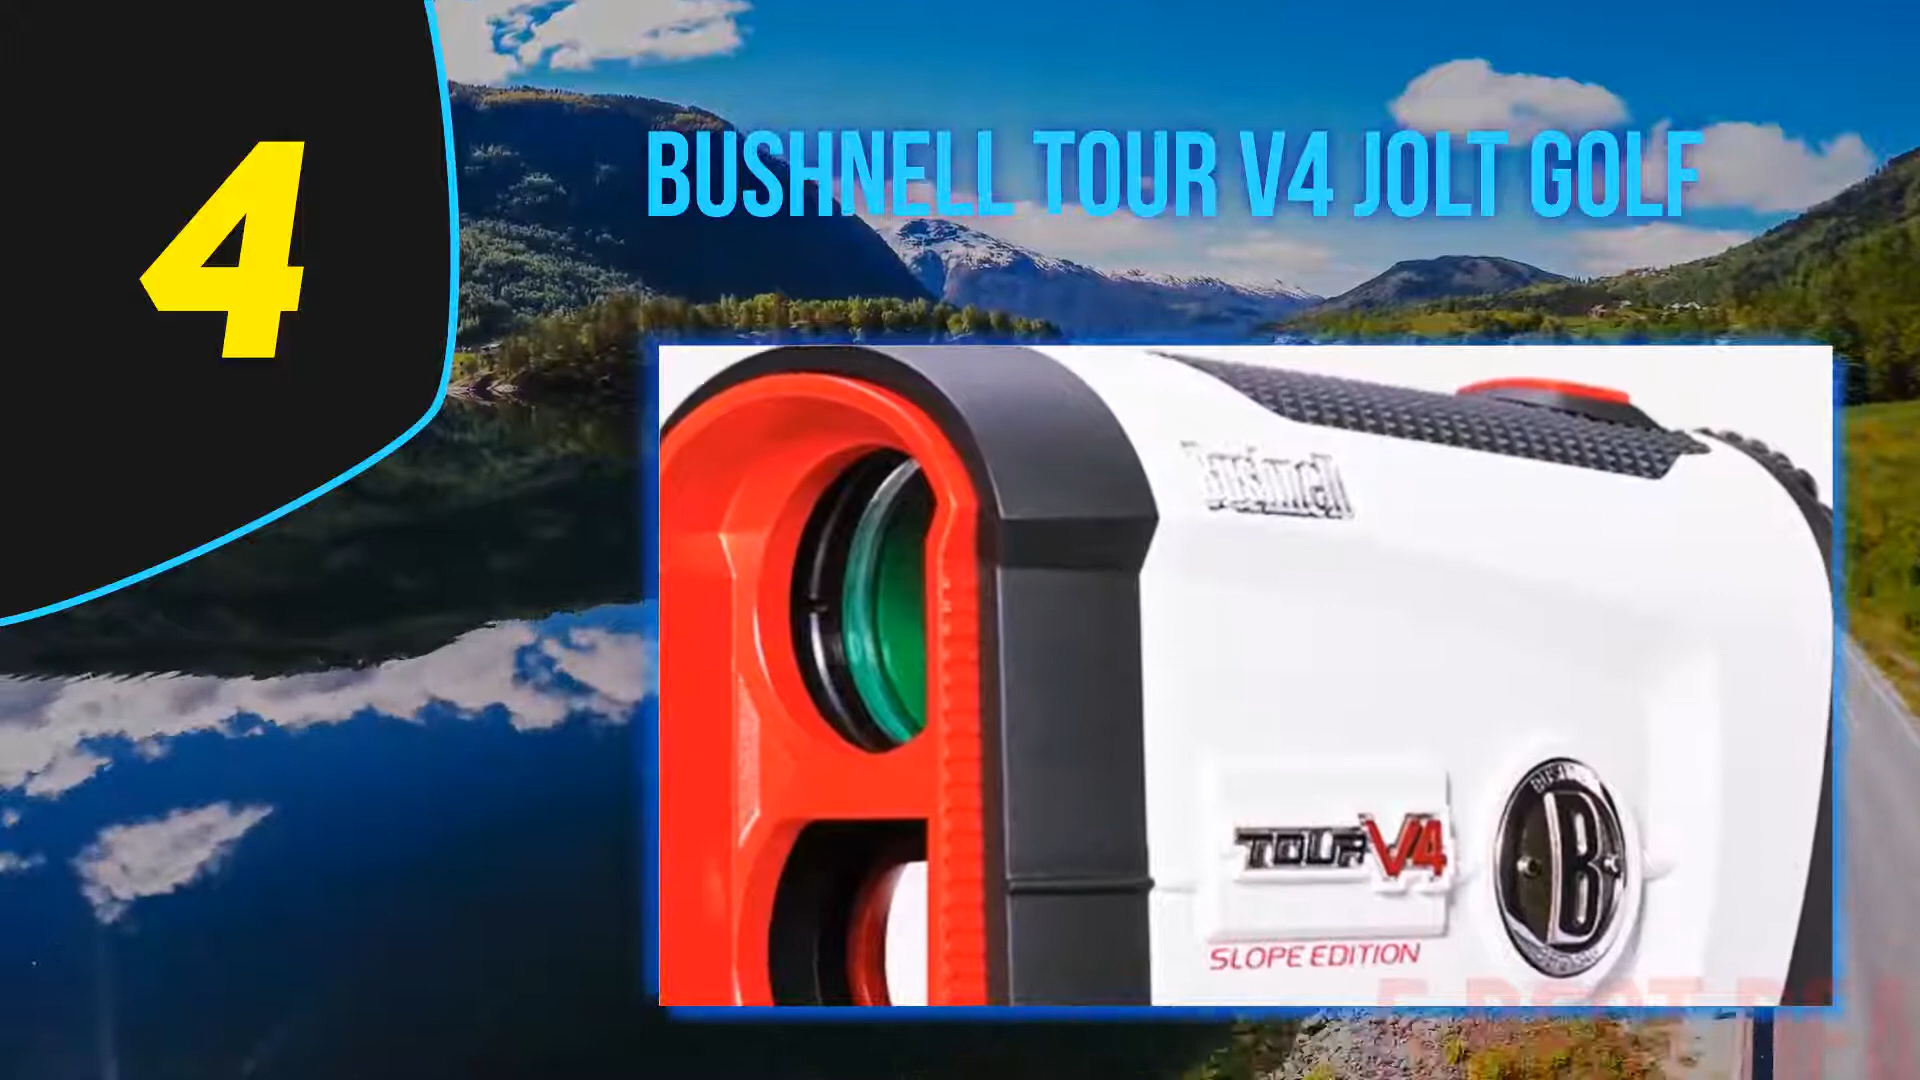 4
BUSHNELL TOUR V4 JOLT GOLF
Bushnell
TOUR V4
B
SLOPE EDITION